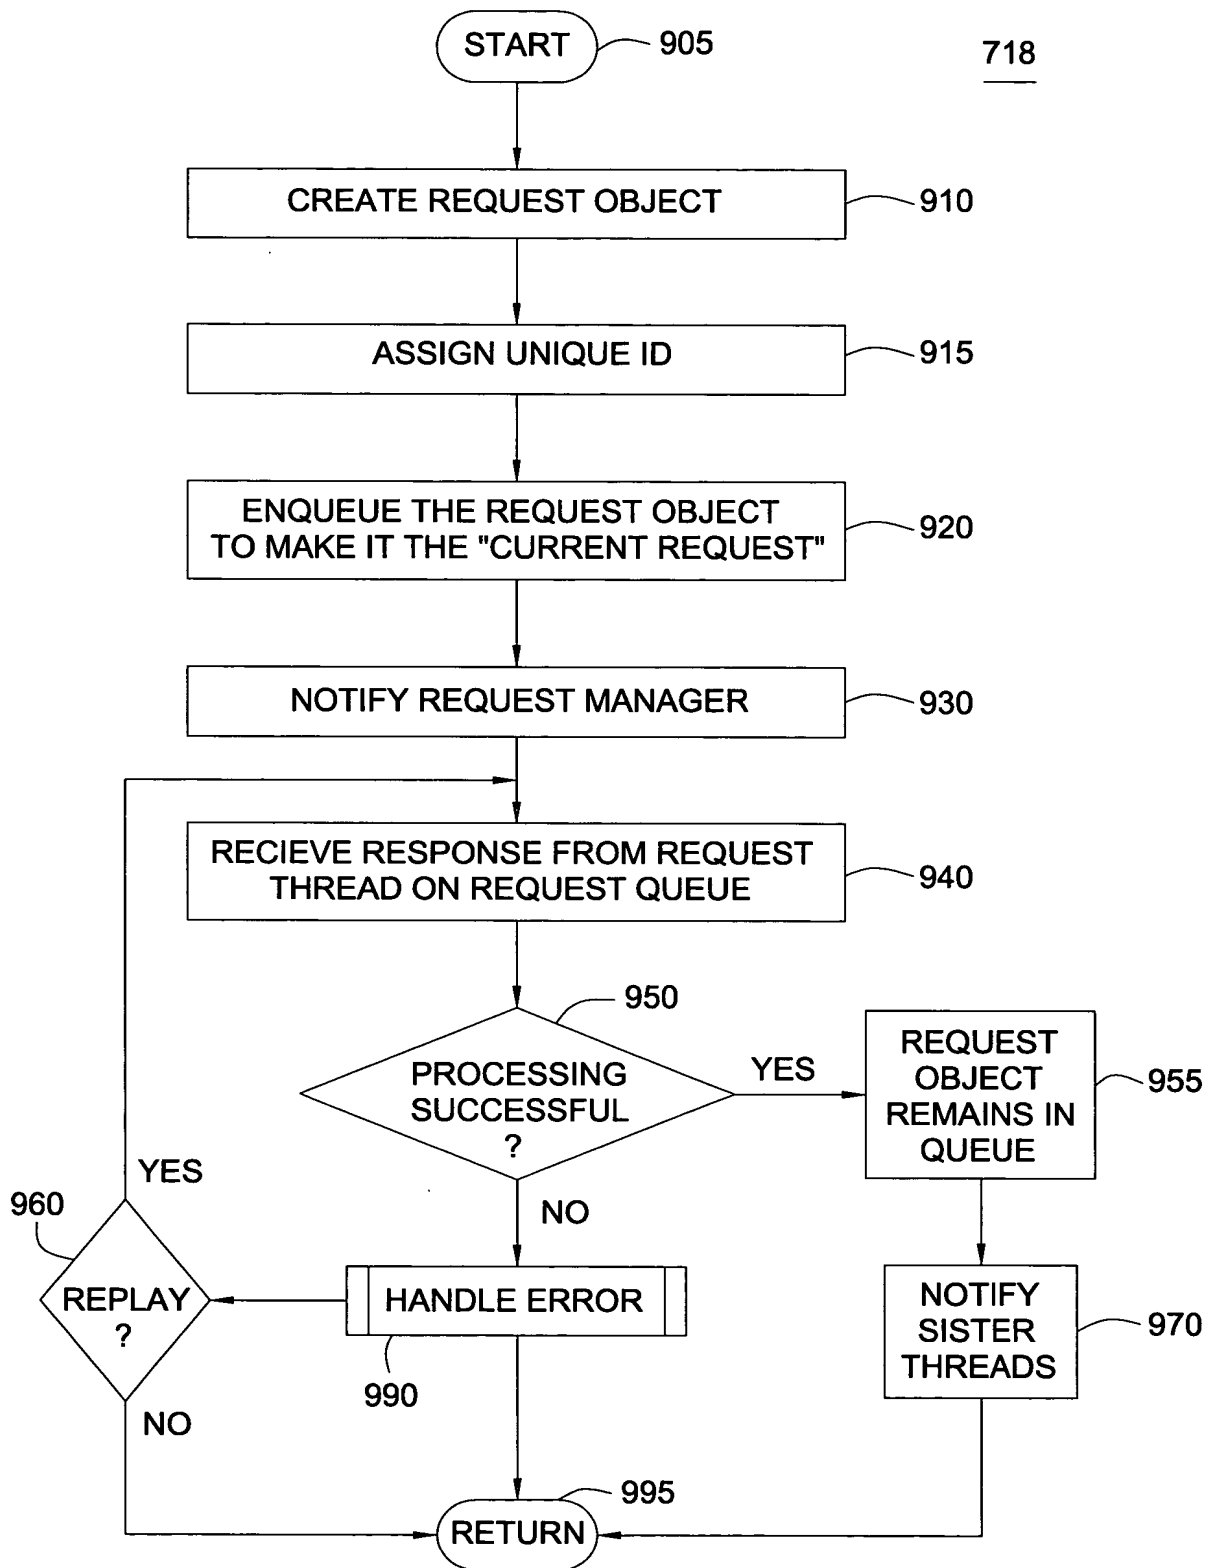 START
905
718
CREATE REQUEST OBJECT
910
ASSIGN UNIQUE ID
915
ENQUEUE THE REQUEST OBJECT
TO MAKE IT THE "CURRENT REQUEST"
920
NOTIFY REQUEST MANAGER
930
RECIEVE RESPONSE FROM REQUEST
THREAD ON REQUEST QUEUE
940
950
PROCESSING
SUCCESSFUL
?
YES
REQUEST
OBJECT
REMAINS IN
QUEUE
955
YES
NO
960
REPLAY
?
HANDLE ERROR
990
NOTIFY
SISTER
THREADS
970
NO
995
RETURN